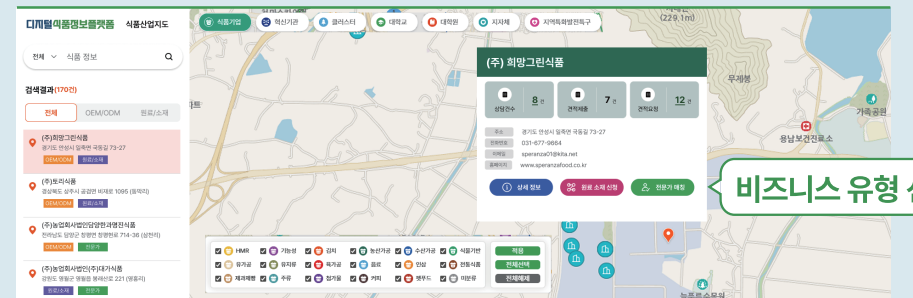 디지털식품정보플랫폼 식품산업지도
전체 식품 정보
검색결과(170건)
전체 OEM/ODM 원료/소재
(주)희망그린식품
경기도 안성시 일죽면 국동길 73-27
OEM/ODM 원료/소재
(주)토리식품
경상북도 상주시 공검면 비재로 1095 (동막리)
OEM/ODM 원료/소재
(주)농업회사법인담양한과명진식품
전라남도 담양군 창평면 창평현로 714-36 (삼천리)
OEM/ODM 전문가
(주)농업회사법인(주)대가식품
강원도 영월군 영월읍 봉래산로 221 (영흥리)
원료/소재 전문가
식품기업 혁신기관 클러스터 대학교 대학원 지자체 지역특화발전특구
(229.1m)
무제봉
가족공원
용남보건진료소
(주) 희망그린식품
상담건수 8 건
견적제품 7 건
견적요청 12 건
주소 경기도 안성시 일죽면 국동길 73-27
전화번호 031-677-9664
이메일 speranza01@kita.net
홈페이지 www.speranzafood.co.kr
상세 정보 원료 소재 신청 전문가 매칭
비즈니스 유형
HMR 기능성 김치 농산가공 수산가공 식물기반 적용
유가공 유지류 육가공 음료 인삼 전통식품 전체선택
제과제빵 주류 첨가물 커피 펫푸드 미분류 전체해제